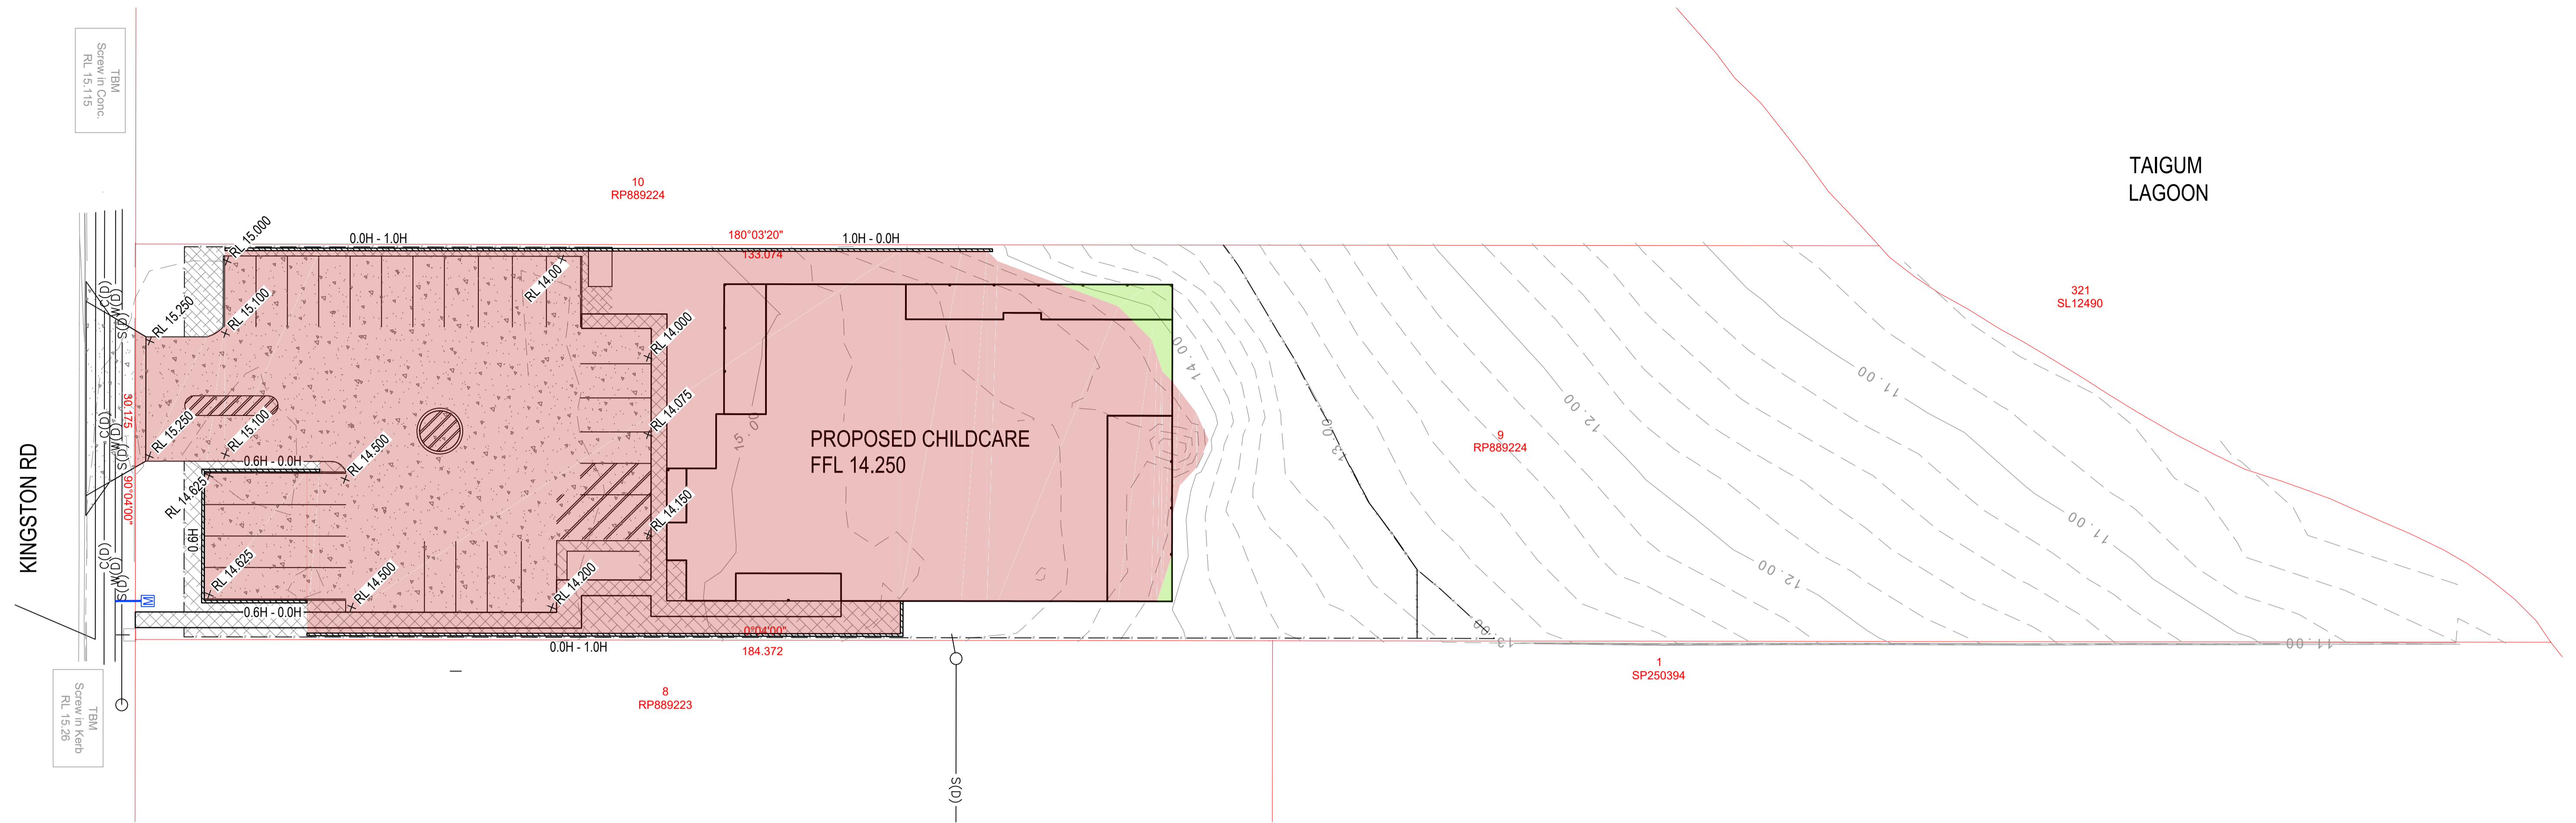 TBM
Screw in Conc.
RL 15.115
TAIGUM
LAGOON
10
RP889224
RL 15.000
0.0H - 1.0H
180°03'20"
133.074
1.0H - 0.0H
RL 14.00
321
SL12490
RL 15.250
RL 15.100
RL 14.000
14.00
11.00
S(D)
W(D)
C(D)
30.175
RL 14.075
15.00
12.00
13.00
9
RP889224
KINGSTON RD
RL 15.250
RL 15.100
RL 14.500
PROPOSED CHILDCARE
FFL 14.250
C(D)
W(D)
S(D)
0.6H - 0.0H
RL 14.625
RL 14.150
90°04'00"
0.6H
11.00
12.00
RL 14.625
RL 14.500
RL 14.200
C(D)
W(D)
S(D)
M
0.6H - 0.0H
0°04'00"
184.372
0.0H - 1.0H
13.00
11.00
1
SP250394
8
RP889223
TBM
Screw in Kerb
RL 15.26
S(D)